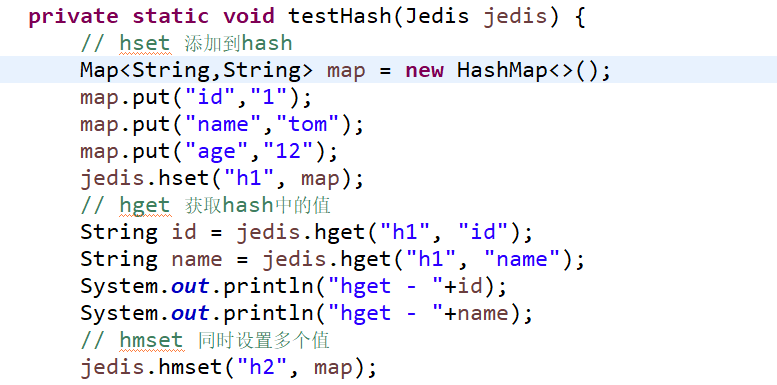 private static void testHash(Jedis jedis) {
// hset 添加到hash
Map<String,String> map = new HashMap<>();
map.put("id","1");
map.put("name","tom");
map.put("age","12");
jedis.hset("h1", map);
// hget 获取hash中的值
String id = jedis.hget("h1", "id");
String name = jedis.hget("h1", "name");
System.out.println("hget - "+id);
System.out.println("hget - "+name);
// hmset 同时设置多个值
jedis.hmset("h2", map);